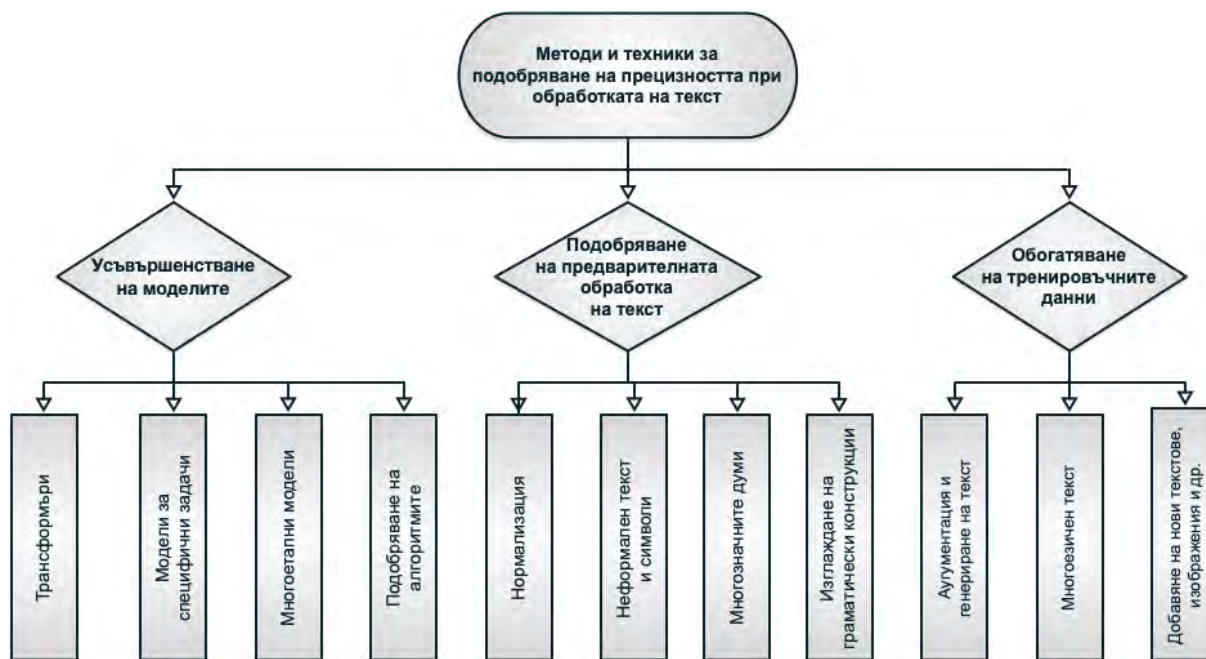 Методи и техники за
подобряване на прецизността при
обработката на текст
Усъвършенстване
на моделите
Подобряване
на предварителната
обработка
на текст
Обогатяване
на тренировъчните
данни
Трансформъри
Модели за
специфични задачи
Многоетапни модели
Подобряване на
алгоритмите
Нормализация
Неформален текст
и символи
Многозначните думи
Изглаждане на
граматически конструкции
Аугументация и
генериране на текст
Многоезичен текст
Добавяне на нови текстове,
изображения и др.